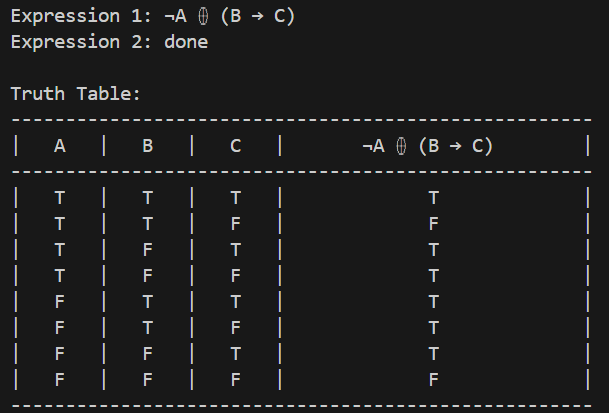 Expression 1: ¬A ⊕ (B → C)
Expression 2: done
Truth Table:
-----------------------------------------------------
| A | B | C | ¬A ⊕ (B → C) |
-----------------------------------------------------
| T | T | T | T |
| T | T | F | F |
| T | F | T | T |
| T | F | F | T |
| F | T | T | T |
| F | T | F | T |
| F | F | T | T |
| F | F | F | F |
-----------------------------------------------------